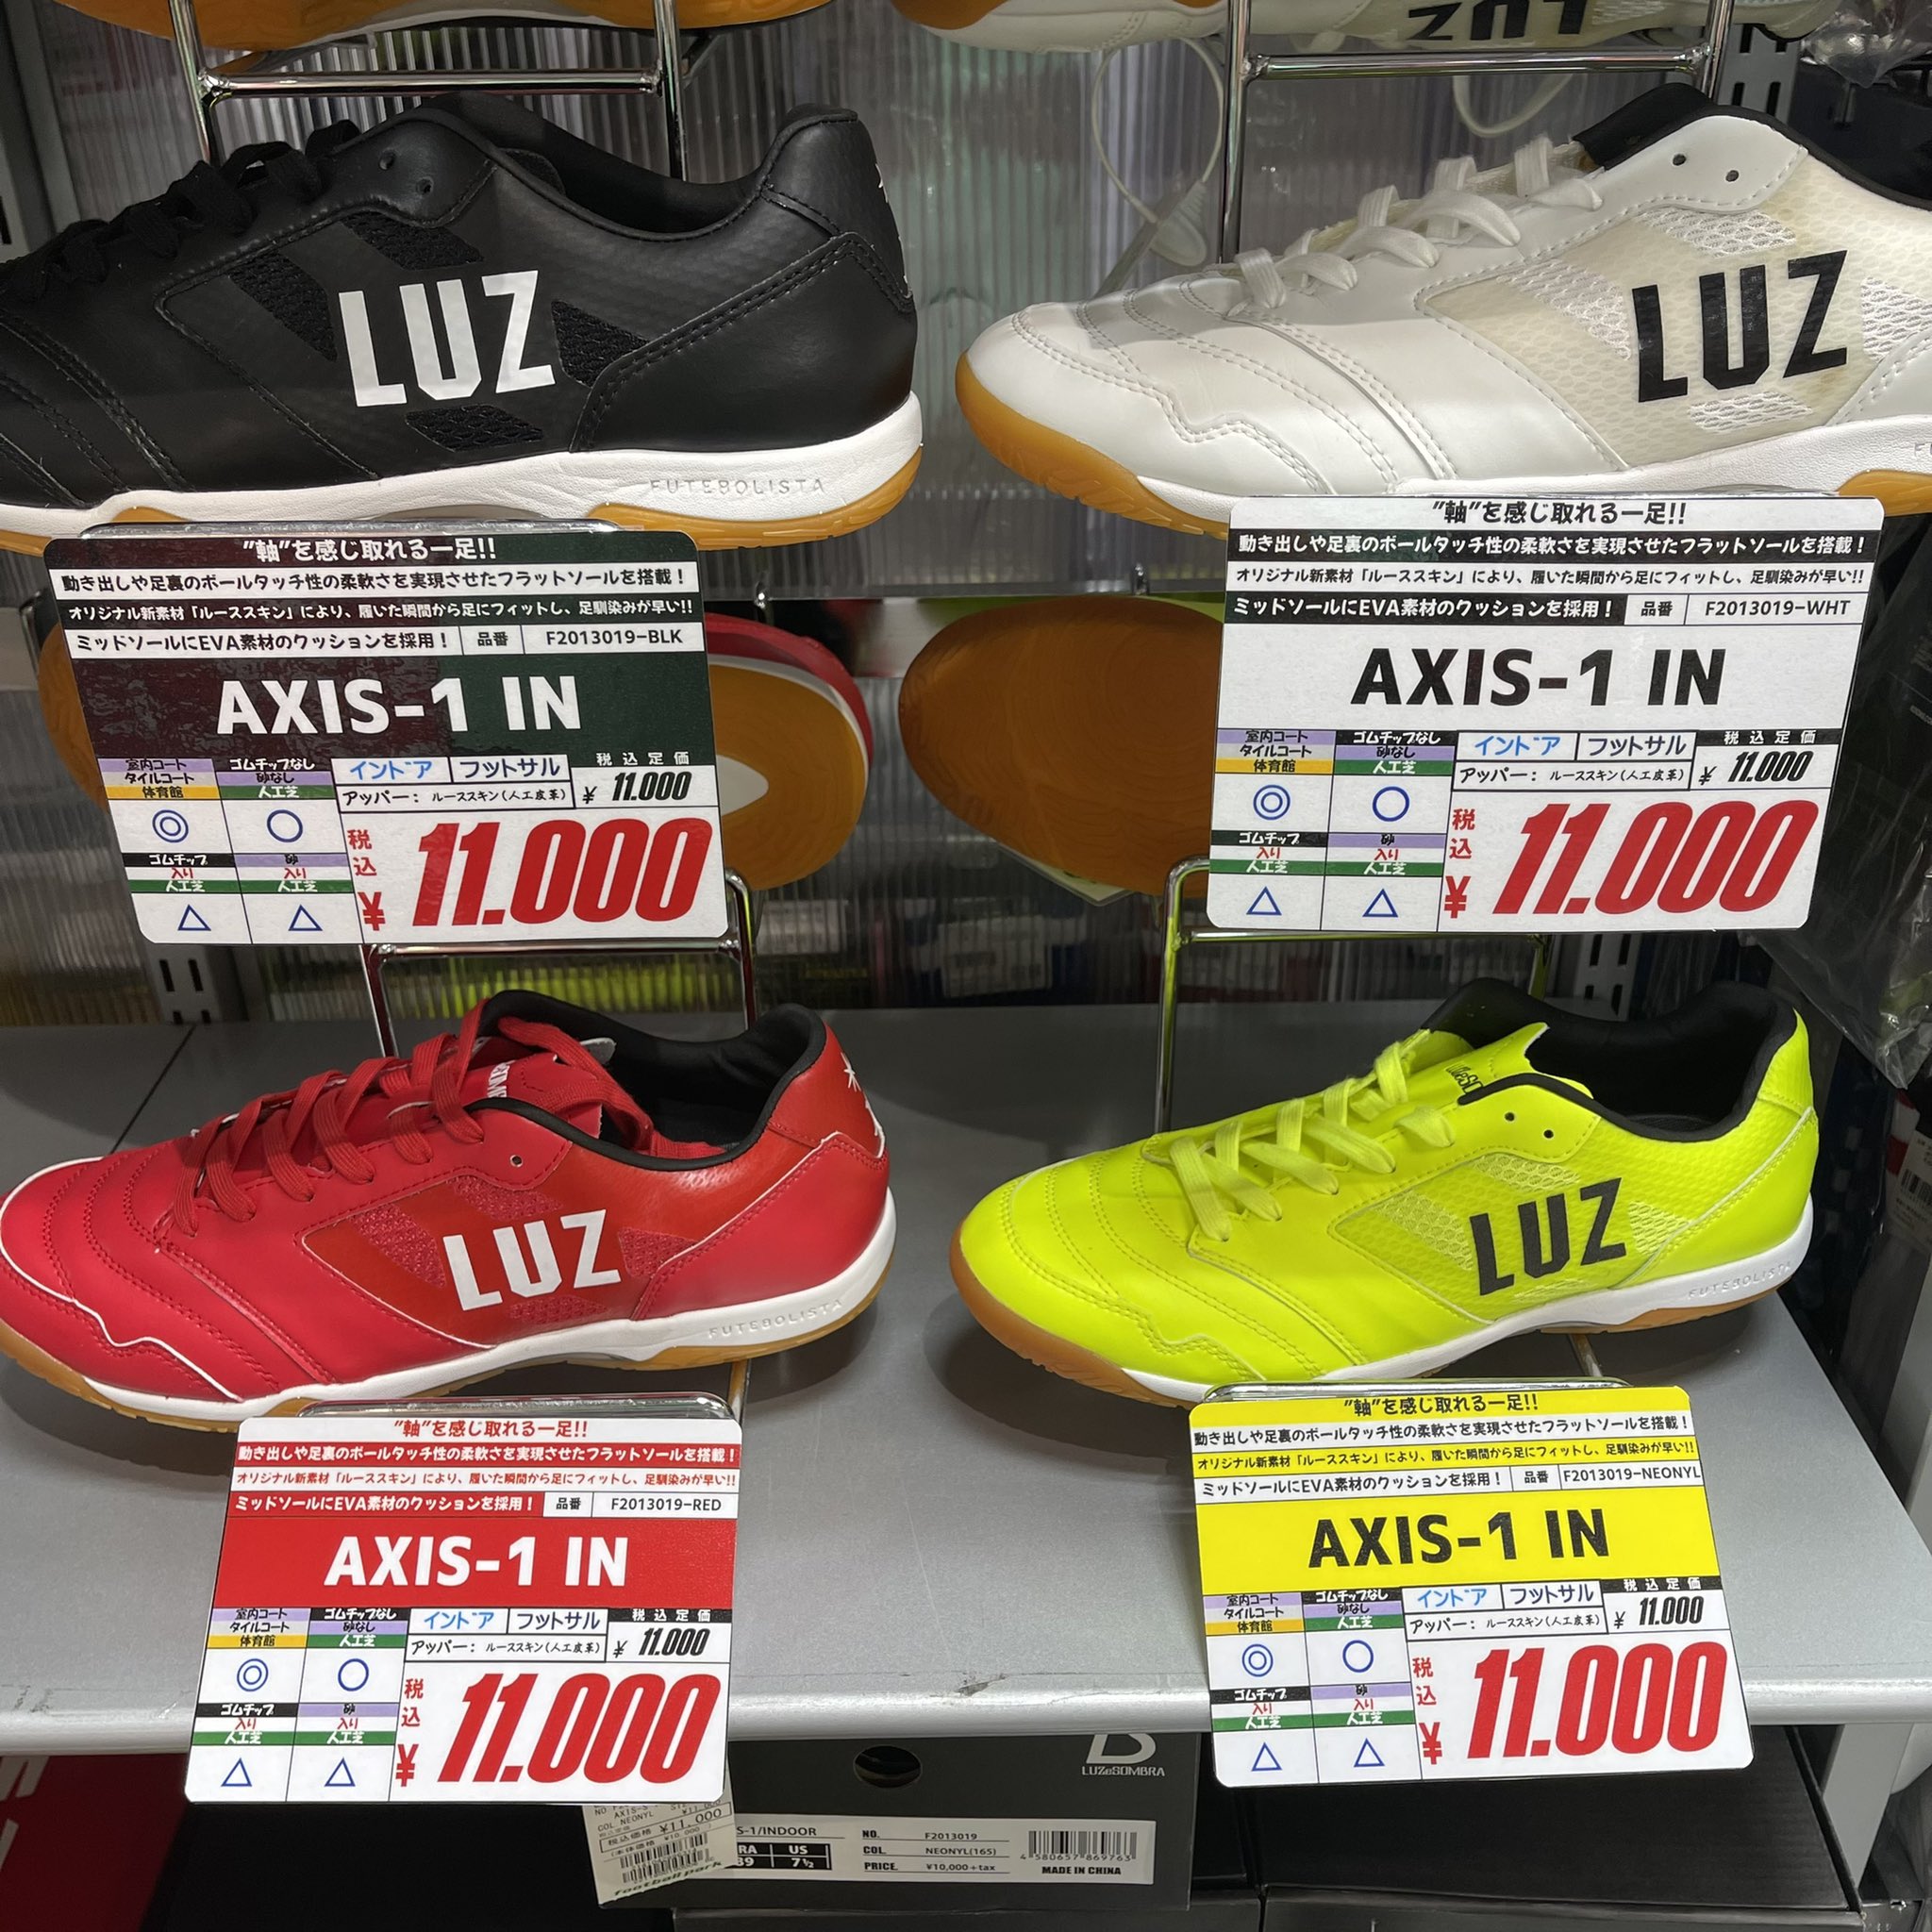 LUZ
FUTEBOLISTA
LUZ
"軸"を感じ取れる一足!!
動き出しや足裏のボールタッチ性の柔軟さを実現させたフラットソールを搭載！
オリジナル新素材「ルーススキン」により、履いた瞬間から足にフィットし、足馴染みが早い!!
ミッドソールにEVA素材のクッションを採用！ 品番 F2013019-BLK
AXIS-1 IN
室内コート ゴムチップなし インドア フットサル 税込定価
タイルコート 砂なし
体育館 人工芝 アッパー：ルーススキン(人工皮革) ¥ 11.000
◎ ○
ゴムチップ 砂
入り 入り
人工芝 人工芝
△ △
税込¥ 11.000
"軸"を感じ取れる一足!!
動き出しや足裏のボールタッチ性の柔軟さを実現させたフラットソールを搭載！
オリジナル新素材「ルーススキン」により、履いた瞬間から足にフィットし、足馴染みが早い!!
ミッドソールにEVA素材のクッションを採用！ 品番 F2013019-WHT
AXIS-1 IN
室内コート ゴムチップなし インドア フットサル 税込定価
タイルコート 砂なし
体育館 人工芝 アッパー：ルーススキン(人工皮革) ¥ 11.000
◎ ○
ゴムチップ 砂
入り 入り
人工芝 人工芝
△ △
税込¥ 11.000
LUZ
FUTEBOLISTA
LUZ
FUTEBOLISTA
"軸"を感じ取れる一足!!
動き出しや足裏のボールタッチ性の柔軟さを実現させたフラットソールを搭載！
オリジナル新素材「ルーススキン」により、履いた瞬間から足にフィットし、足馴染みが早い!!
ミッドソールにEVA素材のクッションを採用！ 品番 F2013019-RED
AXIS-1 IN
室内コート ゴムチップなし インドア フットサル 税込定価
タイルコート 砂なし
体育館 人工芝 アッパー：ルーススキン(人工皮革) ¥ 11.000
◎ ○
ゴムチップ 砂
入り 入り
人工芝 人工芝
△ △
税込¥ 11.000
"軸"を感じ取れる一足!!
動き出しや足裏のボールタッチ性の柔軟さを実現させたフラットソールを搭載！
オリジナル新素材「ルーススキン」により、履いた瞬間から足にフィットし、足馴染みが早い!!
ミッドソールにEVA素材のクッションを採用！ 品番 F2013019-NEONYL
AXIS-1 IN
室内コート ゴムチップなし インドア フットサル 税込定価
タイルコート 砂なし
体育館 人工芝 アッパー：ルーススキン(人工皮革) ¥ 11.000
◎ ○
ゴムチップ 砂
入り 入り
人工芝 人工芝
△ △
税込¥ 11.000
LUZeSOMBRA
COL NEONYL
税込価格 ¥11,000
(本体価格 ¥10,000)
football park
S-1/INDOOR
RA US
39 7½
NO. F2013019
COL. NEONYL(165)
PRICE. ¥10,000+tax
4 580657 869763
MADE IN CHINA